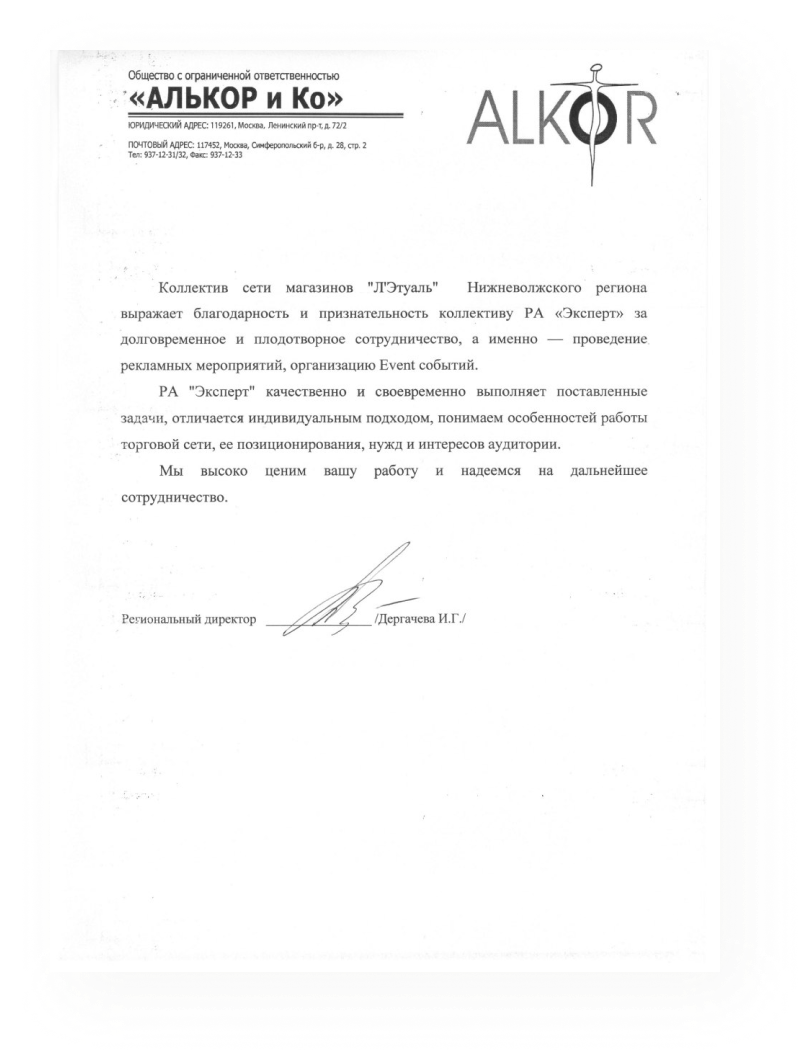 Общество с ограниченной ответственностью
«АЛЬКОР и Ко»
ЮРИДИЧЕСКИЙ АДРЕС: 119261, Москва, Ленинский пр-т, д. 72/2
ПОЧТОВЫЙ АДРЕС: 117452, Москва, Симферопольский б-р, д. 28, стр. 2
Тел: 937-12-31/32, Факс: 937-12-33
ALKOR
Коллектив сети магазинов "Л'Этуаль" Нижневолжского региона
выражает благодарность и признательность коллективу РА «Эксперт» за
долговременное и плодотворное сотрудничество, а именно — проведение
рекламных мероприятий, организацию Event событий.
РА "Эксперт" качественно и своевременно выполняет поставленные
задачи, отличается индивидуальным подходом, понимаем особенностей работы
торговой сети, ее позиционирования, нужд и интересов аудитории.
Мы высоко ценим вашу работу и надеемся на дальнейшее
сотрудничество.
Региональный директор /Дергачева И.Г./